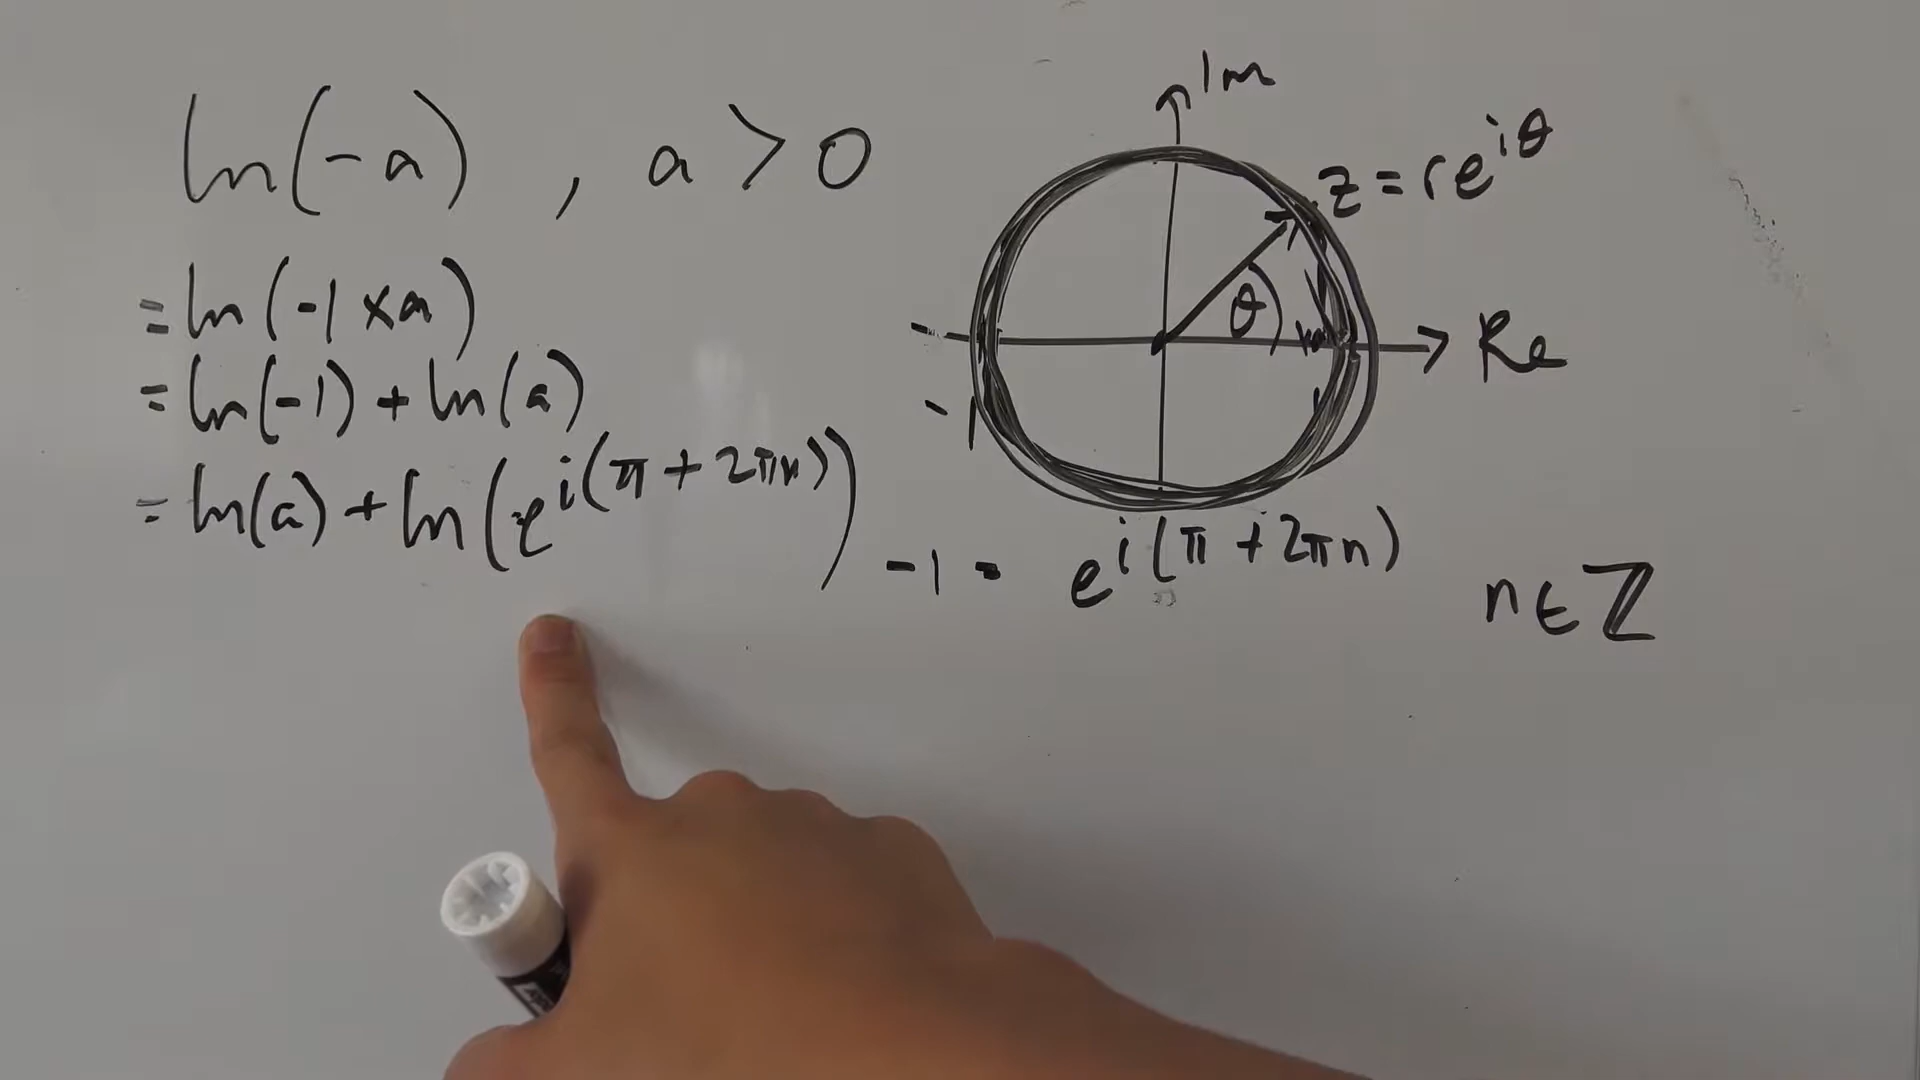 ln(-a) , a > 0
= ln(-1 × a)
= ln(-1) + ln(a)
= ln(a) + ln(e^{i(π + 2πn)})
Im
z = re^{iθ}
θ
Re
-1
-1 = e^{i(π + 2πn)}
n ∈ ℤ